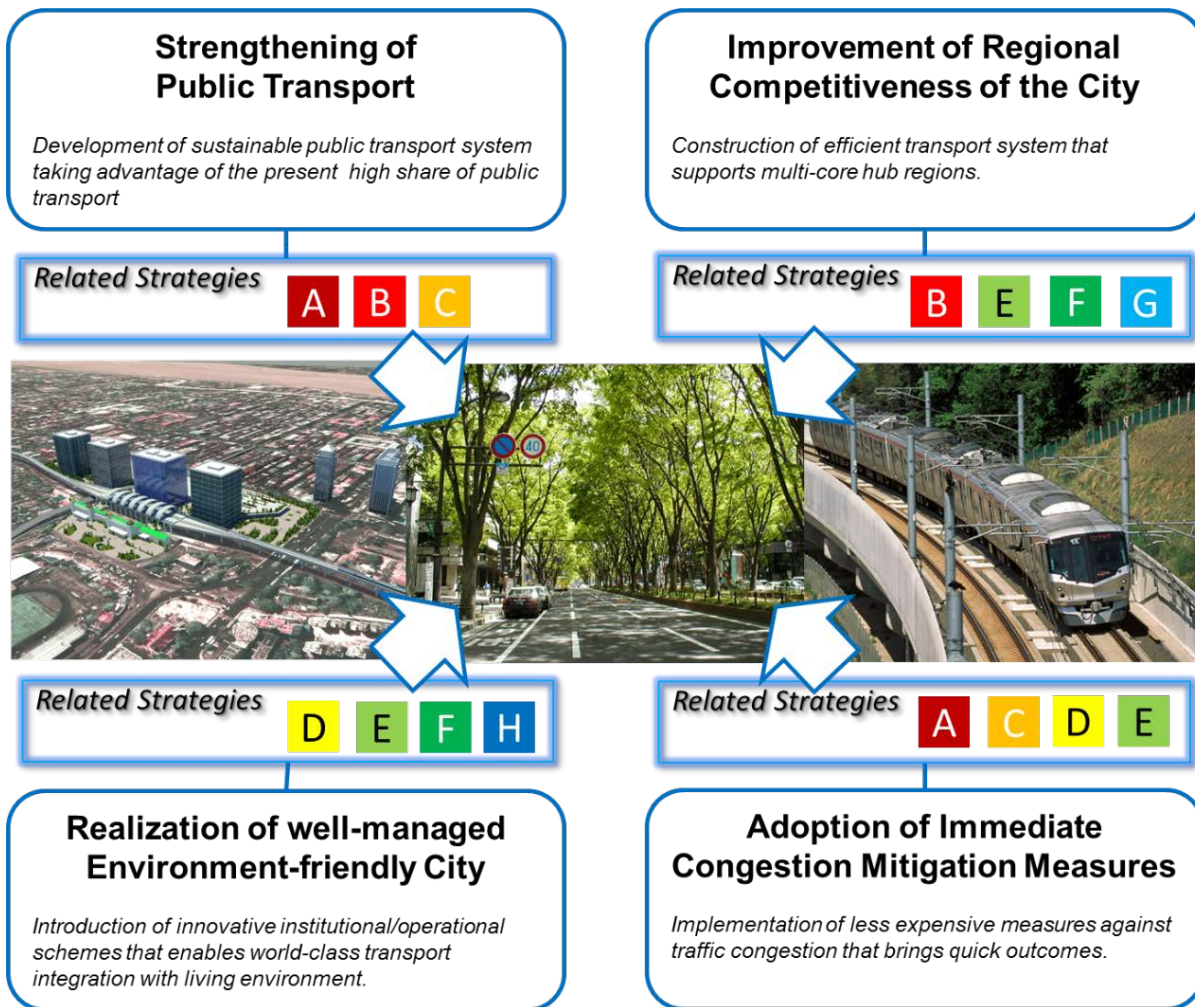 Strengthening of
Public Transport
Development of sustainable public transport system
taking advantage of the present high share of public
transport
Related Strategies
A B C
Improvement of Regional
Competitiveness of the City
Construction of efficient transport system that
supports multi-core hub regions.
Related Strategies
B E F G
40
Related Strategies
D E F H
Realization of well-managed
Environment-friendly City
Introduction of innovative institutional/operational
schemes that enables world-class transport
integration with living environment.
Related Strategies
A C D E
Adoption of Immediate
Congestion Mitigation Measures
Implementation of less expensive measures against
traffic congestion that brings quick outcomes.